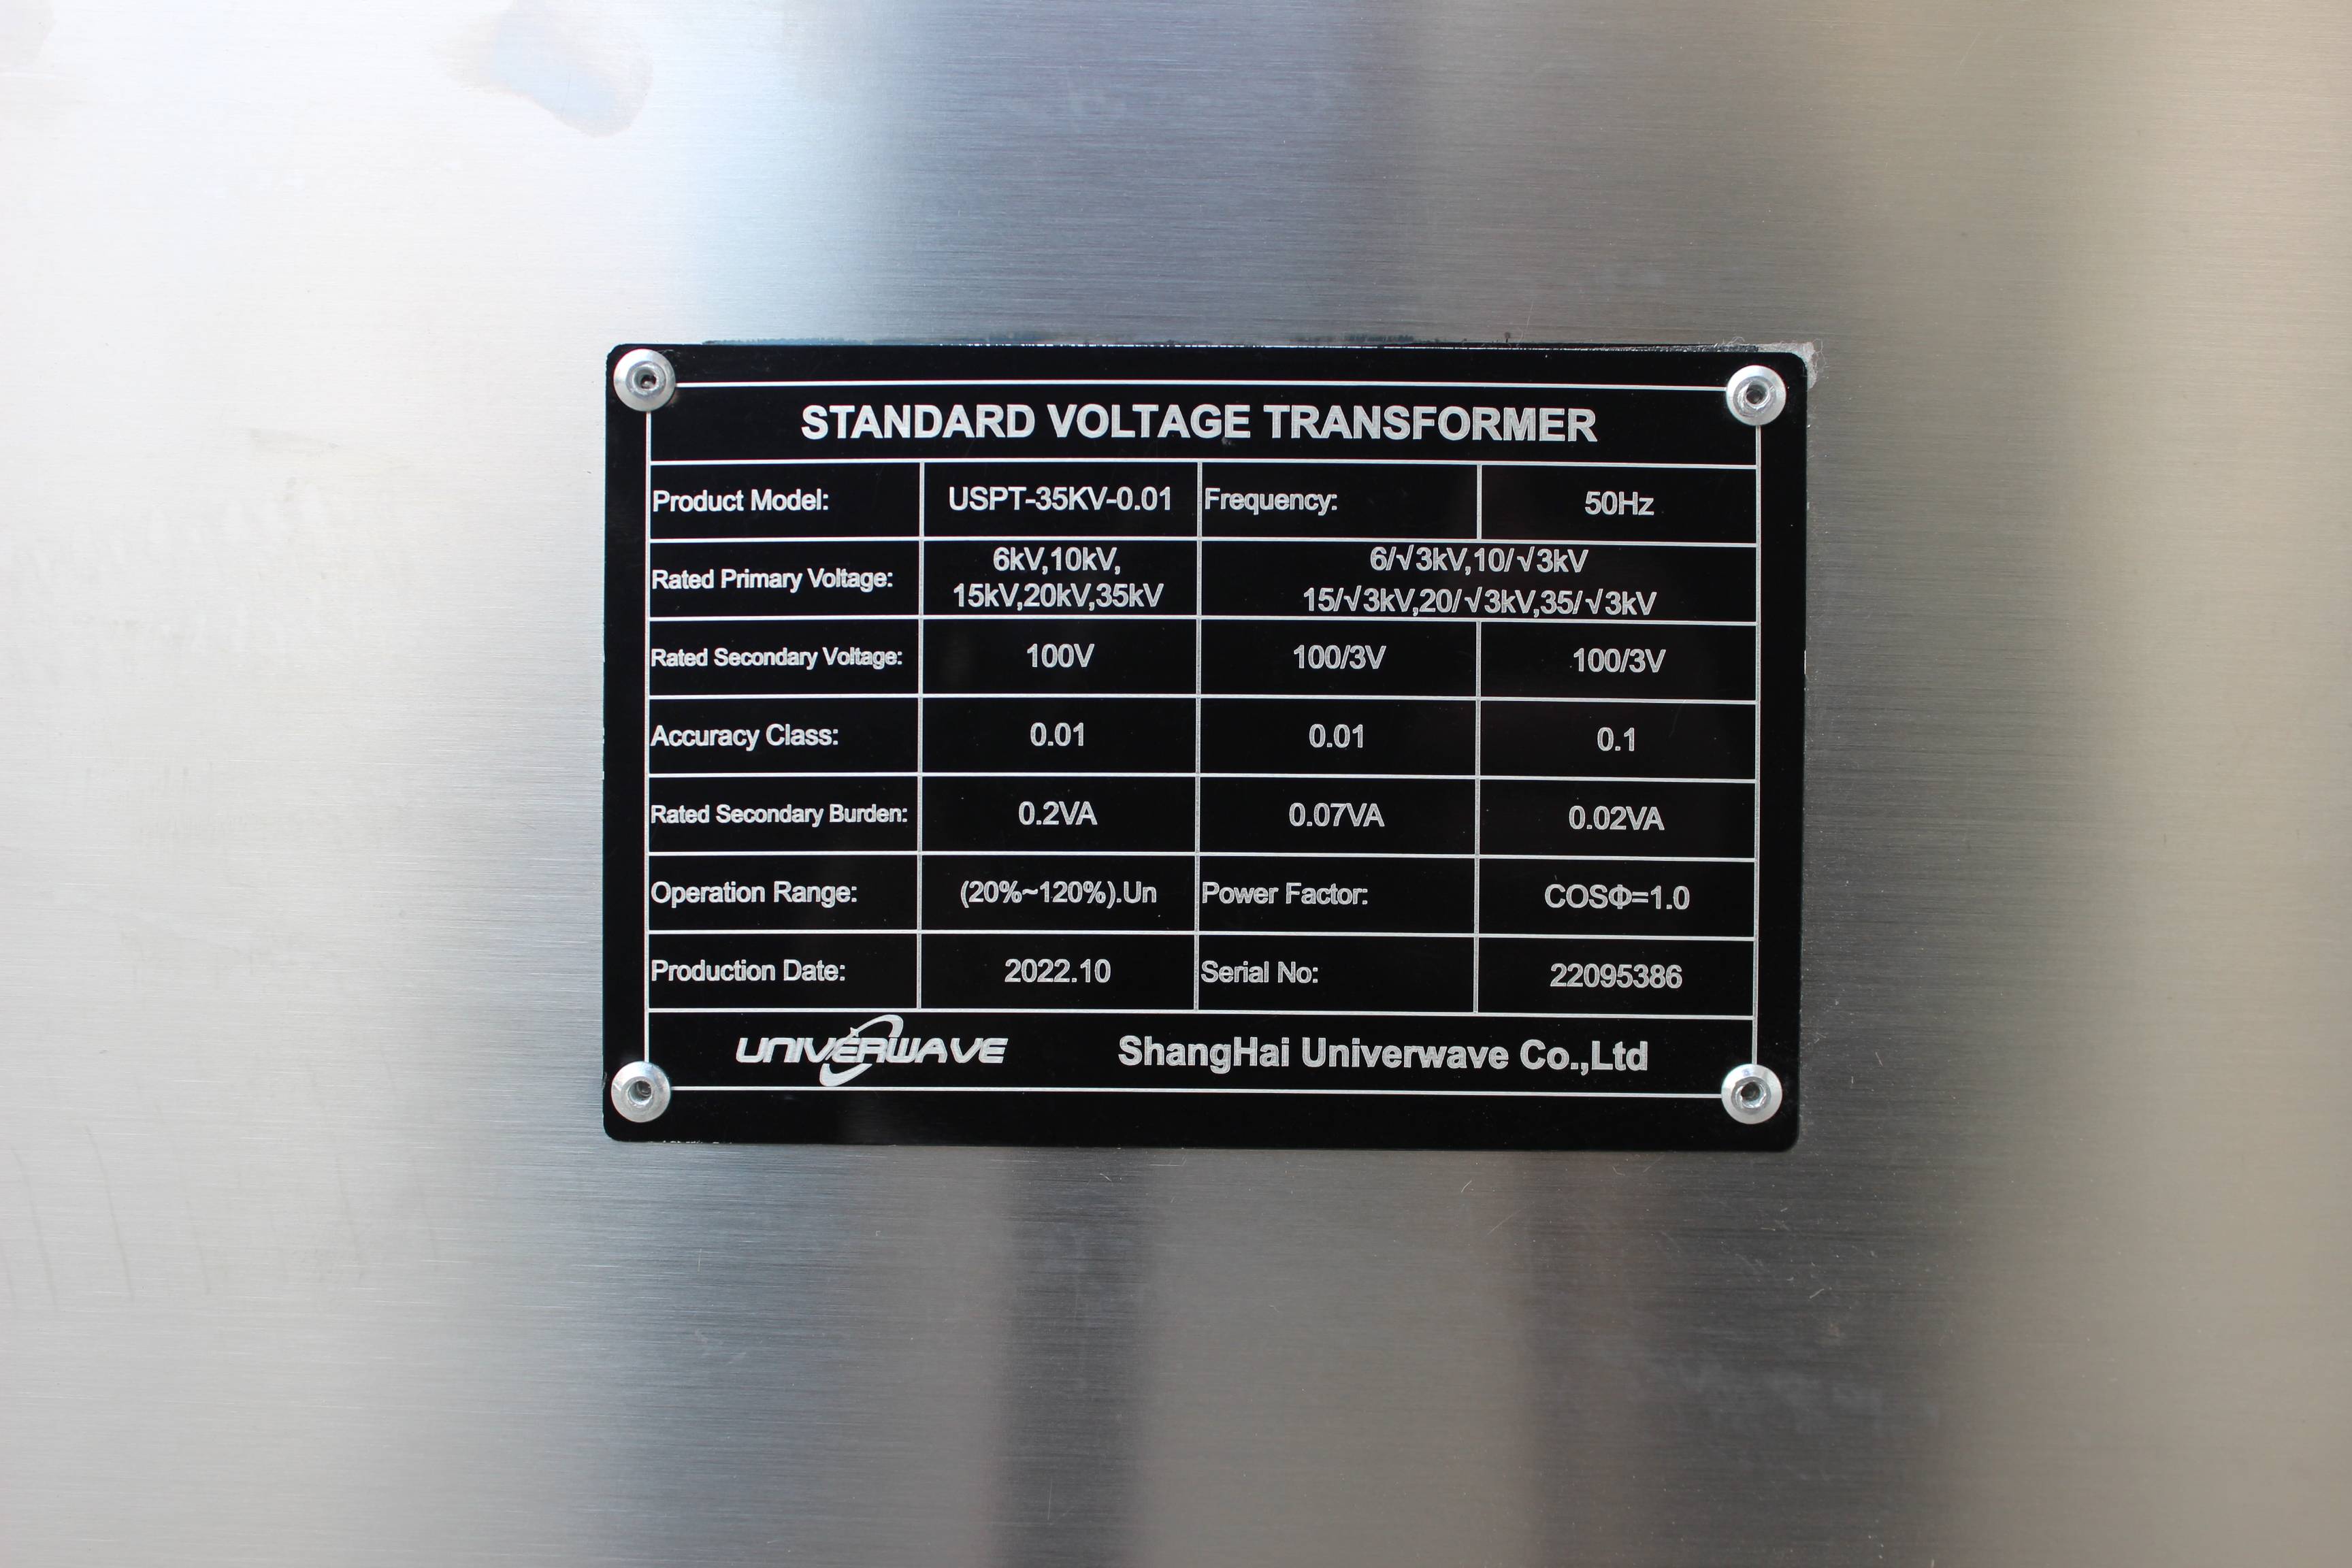 STANDARD VOLTAGE TRANSFORMER
Product Model: USPT-35KV-0.01 Frequency: 50Hz
Rated Primary Voltage: 6kV,10kV, 15kV,20kV,35kV 6/√3kV,10/√3kV 15/√3kV,20/√3kV,35/√3kV
Rated Secondary Voltage: 100V 100/3V 100/3V
Accuracy Class: 0.01 0.01 0.1
Rated Secondary Burden: 0.2VA 0.07VA 0.02VA
Operation Range: (20%~120%).Un Power Factor: COSΦ=1.0
Production Date: 2022.10 Serial No: 22095386
UNIVERWAVE ShangHai Univerwave Co.,Ltd